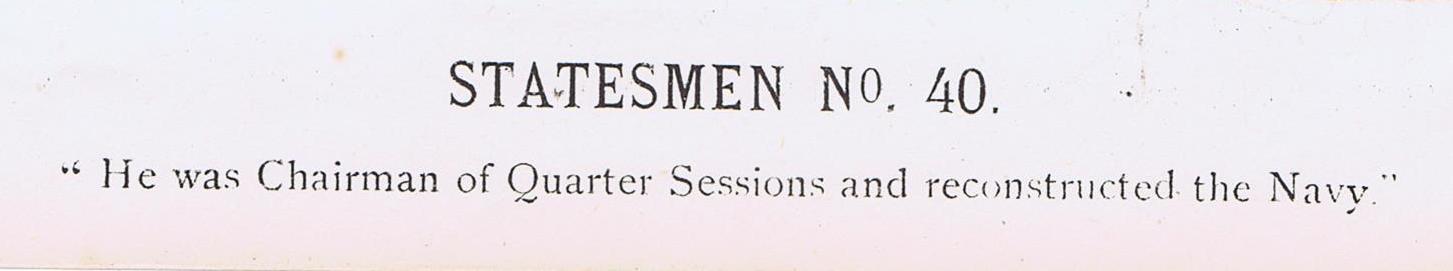 STATESMEN NO. 40.
“ He was Chairman of Quarter Sessions and reconstructed the Navy.”